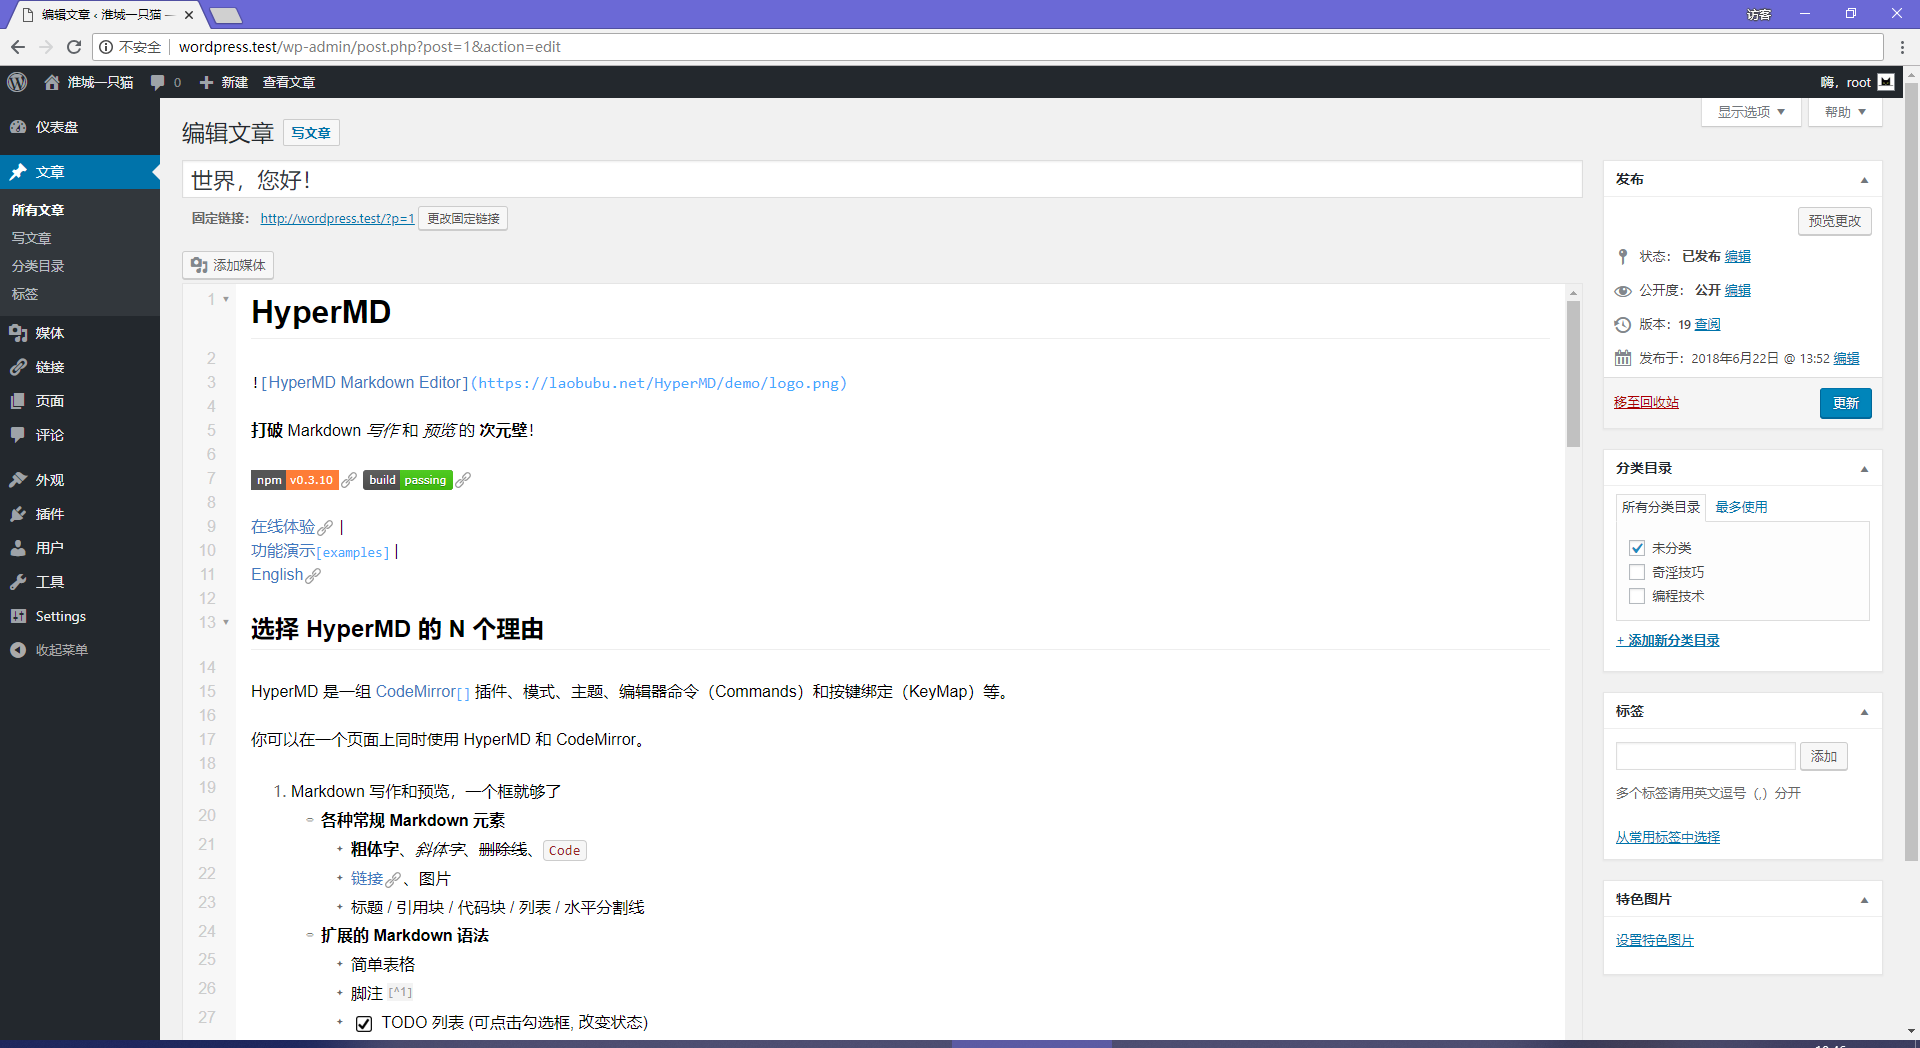 编辑文章 ‹ 淮城一只猫 —
访客
不安全 wordpress.test/wp-admin/post.php?post=1&action=edit
淮城一只猫 0 新建 查看文章
嗨，root
显示选项
帮助
仪表盘
文章
所有文章
写文章
分类目录
标签
媒体
链接
页面
评论
外观
插件
用户
工具
Settings
收起菜单
编辑文章 写文章
世界，您好！
固定链接： http://wordpress.test/?p=1 更改固定链接
添加媒体
1 HyperMD
2
3 ![HyperMD Markdown Editor](https://laobubu.net/HyperMD/demo/logo.png)
4
5 打破 Markdown 写作 和 预览 的 次元壁！
6
7 npm v0.3.10 build passing
8
9 在线体验 |
10 功能演示[examples] |
11 English
12
13 选择 HyperMD 的 N 个理由
14
15 HyperMD 是一组 CodeMirror[] 插件、模式、主题、编辑器命令（Commands）和按键绑定（KeyMap）等。
16
17 你可以在一个页面上同时使用 HyperMD 和 CodeMirror。
18
19 1. Markdown 写作和预览，一个框就够了
20 各种常规 Markdown 元素
21 粗体字、斜体字、删除线、Code
22 链接、图片
23 标题 / 引用块 / 代码块 / 列表 / 水平分割线
24 扩展的 Markdown 语法
25 简单表格
26 脚注 [^1]
27 TODO 列表 (可点击勾选框, 改变状态)
发布
预览更改
状态： 已发布 编辑
公开度： 公开 编辑
版本：19 查阅
发布于：2018年6月22日 @ 13:52 编辑
移至回收站 更新
分类目录
所有分类目录 最多使用
未分类
奇淫技巧
编程技术
+ 添加新分类目录
标签
添加
多个标签请用英文逗号（,）分开
从常用标签中选择
特色图片
设置特色图片